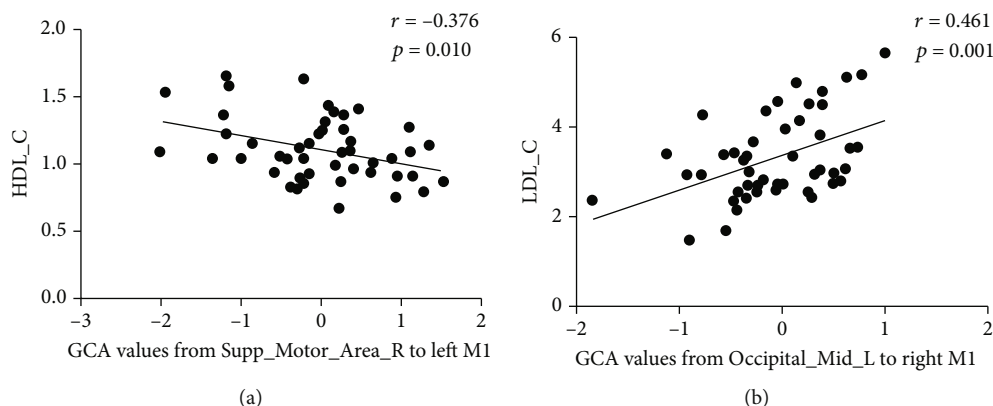 r = –0.376
p = 0.010
2.0
1.5
1.0
0.5
0.0
HDL_C
–3
–2
–1
0
1
2
GCA values from Supp_Motor_Area_R to left M1
(a)
r = 0.461
p = 0.001
6
4
2
0
LDL_C
–2
–1
0
1
2
GCA values from Occipital_Mid_L to right M1
(b)